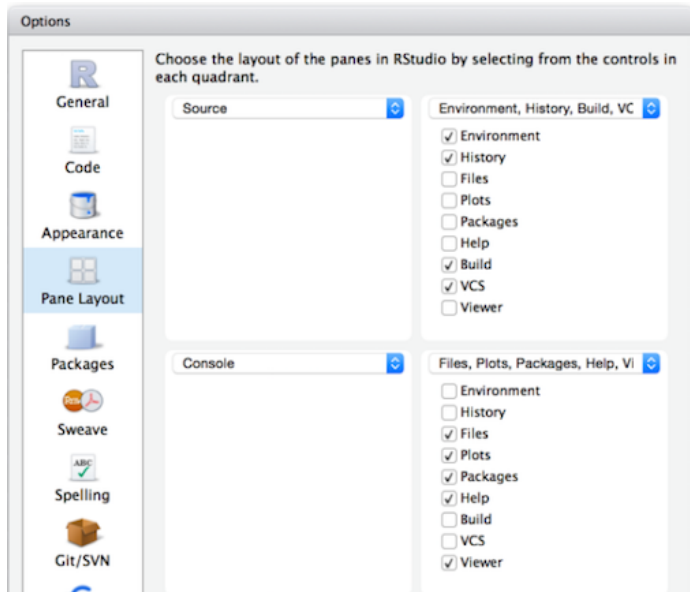 Options
Choose the layout of the panes in RStudio by selecting from the controls in
each quadrant.
R
General
Code
Appearance
Pane Layout
Packages
Sweave
ABC
Spelling
Git/SVN
Source
Environment, History, Build, VC
Environment
History
Files
Plots
Packages
Help
Build
VCS
Viewer
Console
Files, Plots, Packages, Help, Vi
Environment
History
Files
Plots
Packages
Help
Build
VCS
Viewer